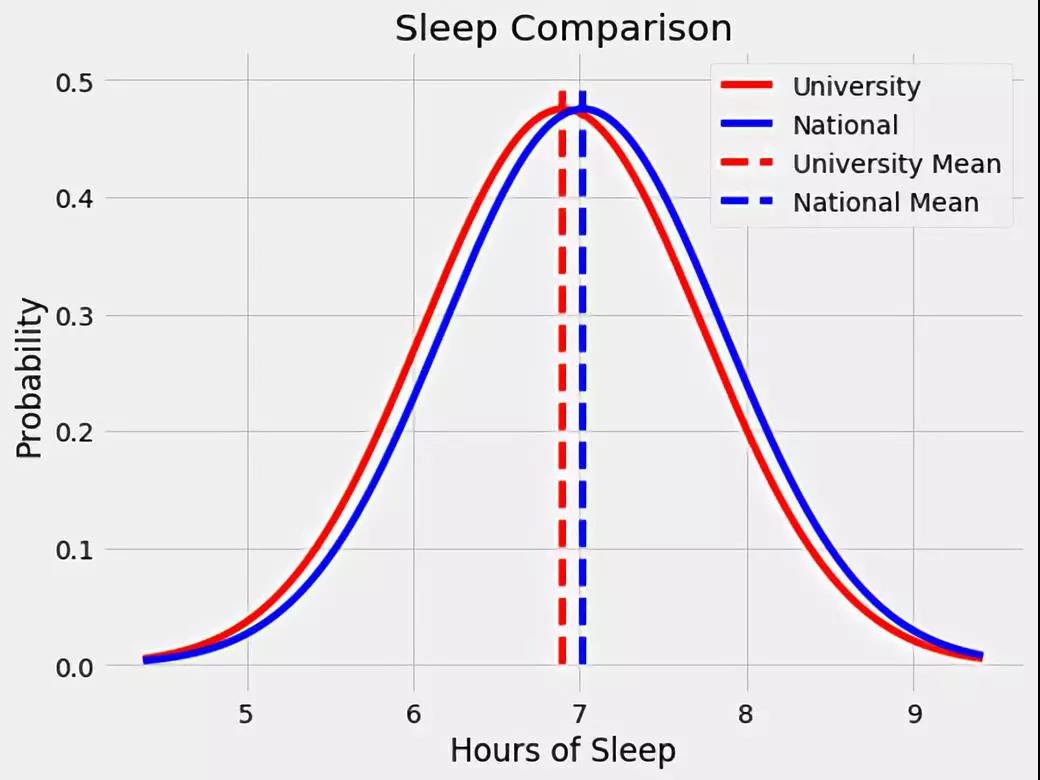 Sleep Comparison
0.5
0.4
0.3
0.2
0.1
0.0
Probability
University
National
University Mean
National Mean
5 6 7 8 9
Hours of Sleep